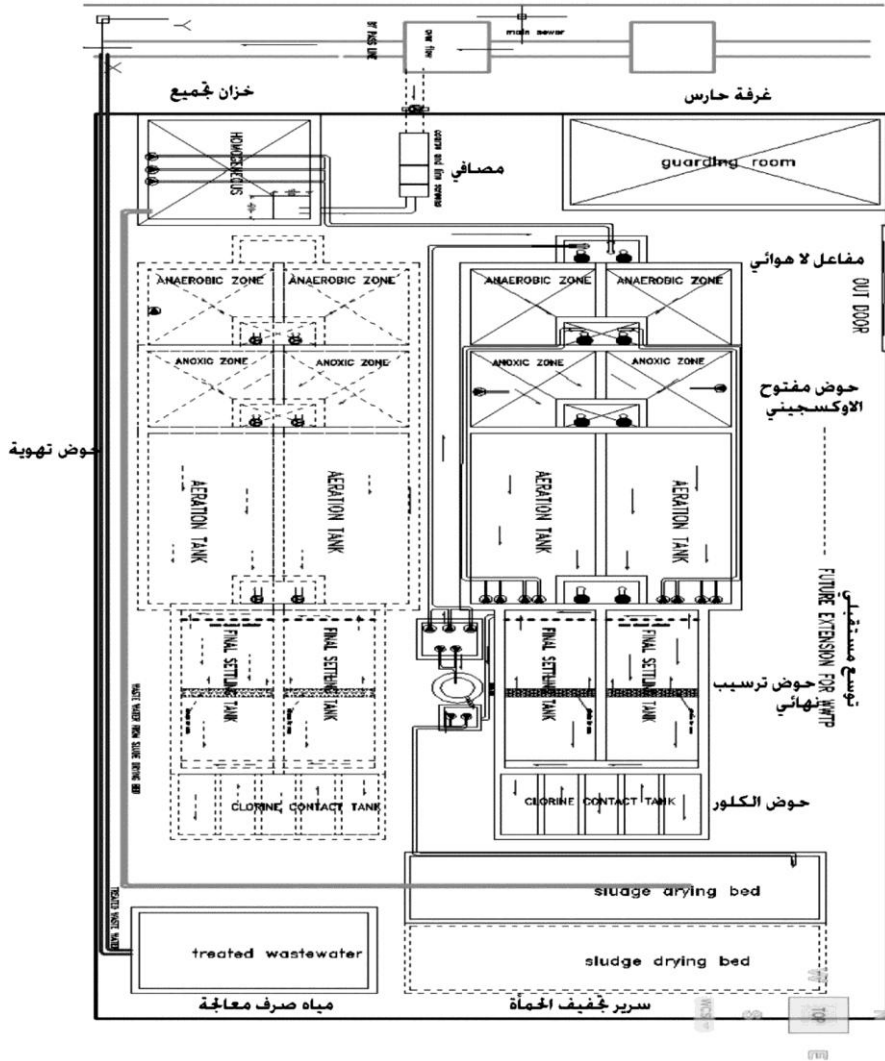 main sewer
over flow
BY PASS LINE
Y
X
خزان تجميع
غرفة حارس
HOMOGENEOUS
coarse and fine screens
مصافي
guarding room
مفاعل لا هوائي
OUT DOOR
ANAEROBIC ZONE
ANAEROBIC ZONE
ANAEROBIC ZONE
ANAEROBIC ZONE
ANOXIC ZONE
ANOXIC ZONE
ANOXIC ZONE
ANOXIC ZONE
حوض مفتوح
الاوكسجيني
حوض تهوية
AERATION TANK
AERATION TANK
AERATION TANK
AERATION TANK
توسع مستقبلي
FUTURE EXTENSION FOR WWTP
FINAL SETTLING TANK
FINAL SETTLING TANK
FINAL SETTLING TANK
FINAL SETTLING TANK
حوض ترسيب
نهائي
WASTE WATER FROM SLUDE DRYING BED
CLORINE CONTACT TANK
CLORINE CONTACT TANK
حوض الكلور
sludge drying bed
TREATED WASTE WATER
treated wastewater
sludge drying bed
مياه صرف معالجة
سرير تجفيف الحمأة
WCS
TOP